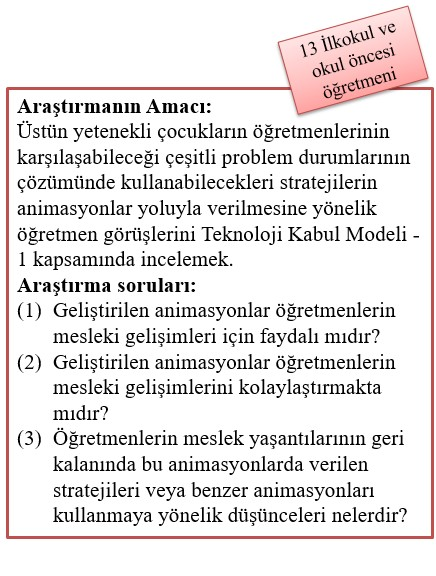 13 İlkokul ve
okul öncesi
öğretmeni
Araştırmanın Amacı:
Üstün yetenekli çocukların öğretmenlerinin
karşılaşabileceği çeşitli problem durumlarının
çözümünde kullanabilecekleri stratejilerin
animasyonlar yoluyla verilmesine yönelik
öğretmen görüşlerini Teknoloji Kabul Modeli -
1 kapsamında incelemek.
Araştırma soruları:
(1) Geliştirilen animasyonlar öğretmenlerin
mesleki gelişimleri için faydalı mıdır?
(2) Geliştirilen animasyonlar öğretmenlerin
mesleki gelişimlerini kolaylaştırmakta
mıdır?
(3) Öğretmenlerin meslek yaşantılarının geri
kalanında bu animasyonlarda verilen
stratejileri veya benzer animasyonları
kullanmaya yönelik düşünceleri nelerdir?